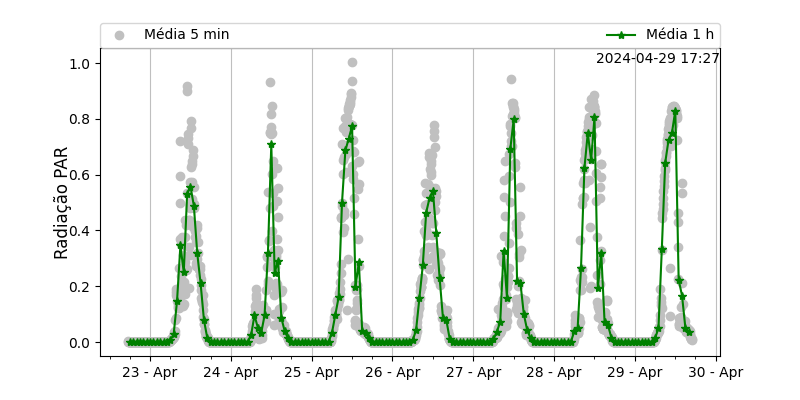 Média 5 min
Média 1 h
2024-04-29 17:27
Radiação PAR
1.0
0.8
0.6
0.4
0.2
0.0
23 - Apr
24 - Apr
25 - Apr
26 - Apr
27 - Apr
28 - Apr
29 - Apr
30 - Apr